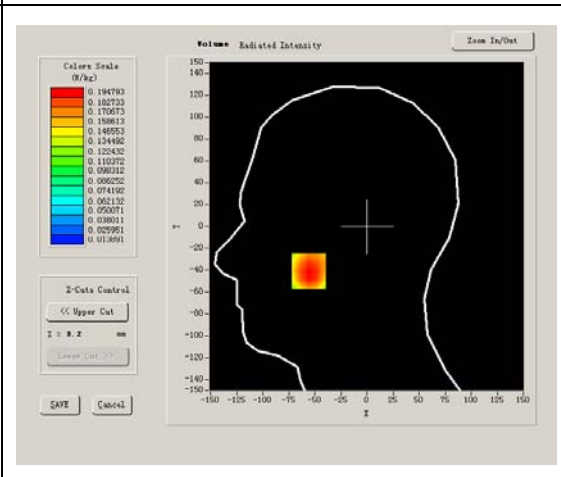 Volume Radiated Intensity
Zoom In/Out
Colors Scale
(W/kg)
0.194793
0.182733
0.170673
0.158613
0.146553
0.134492
0.122432
0.110372
0.098312
0.086252
0.074192
0.062132
0.050071
0.038011
0.025951
0.013891
Z-Cuts Control
<< Upper Cut
mm
Lower Cut >>
SAVE Cancel
150
140
120
100
80
60
40
20
0
-20
-40
-60
-80
-100
-120
-140
-150
Y
-150 -125 -100 -75 -50 -25 0 25 50 75 100 125 150
X